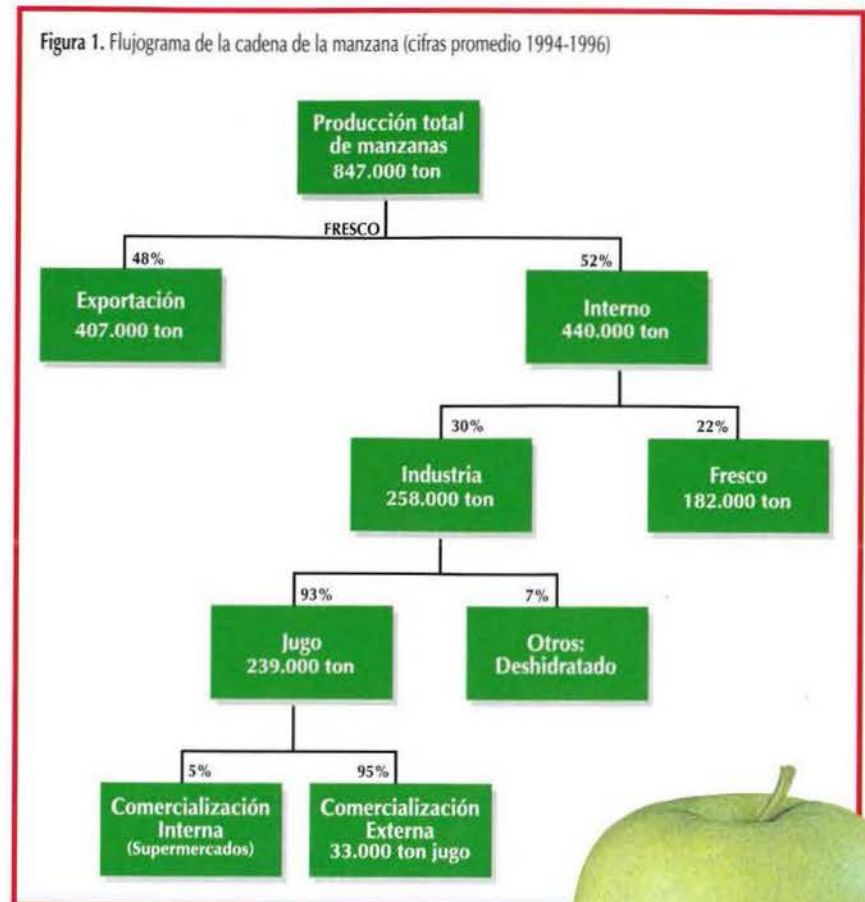 Figura 1. Flujograma de la cadena de la manzana (cifras promedio 1994-1996)
Producción total
de manzanas
847.000 ton
FRESCO
48%
52%
Exportación
407.000 ton
Interno
440.000 ton
30%
22%
Industria
258.000 ton
Fresco
182.000 ton
93%
7%
Jugo
239.000 ton
Otros:
Deshidratado
5%
95%
Comercialización
Interna
(Supermercados)
Comercialización
Externa
33.000 ton jugo